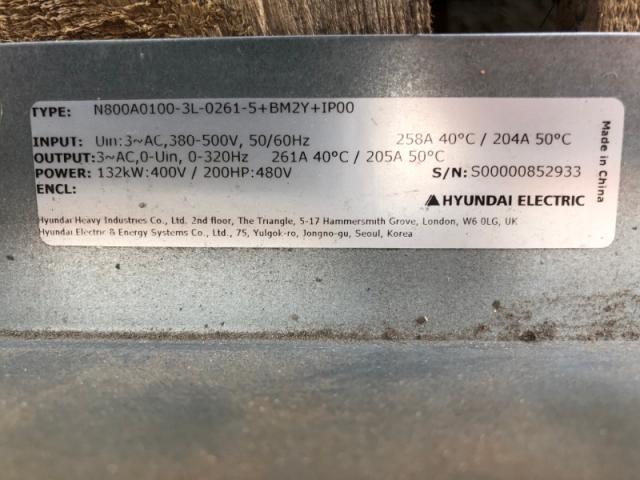 TYPE: N800A0100-3L-0261-5+BM2Y+IP00
INPUT: Uin:3~AC,380-500V, 50/60Hz 258A 40°C / 204A 50°C
OUTPUT:3~AC,0-Uin, 0-320Hz 261A 40°C / 205A 50°C
POWER: 132kW:400V / 200HP:480V S/N: S00000852933
ENCL:
HYUNDAI ELECTRIC
Hyundai Heavy Industries Co., Ltd. 2nd floor, The Triangle, 5-17 Hammersmith Grove, London, W6 0LG, UK
Hyundai Electric & Energy Systems Co., Ltd., 75, Yulgok-ro, Jongno-gu, Seoul, Korea
Made in
China